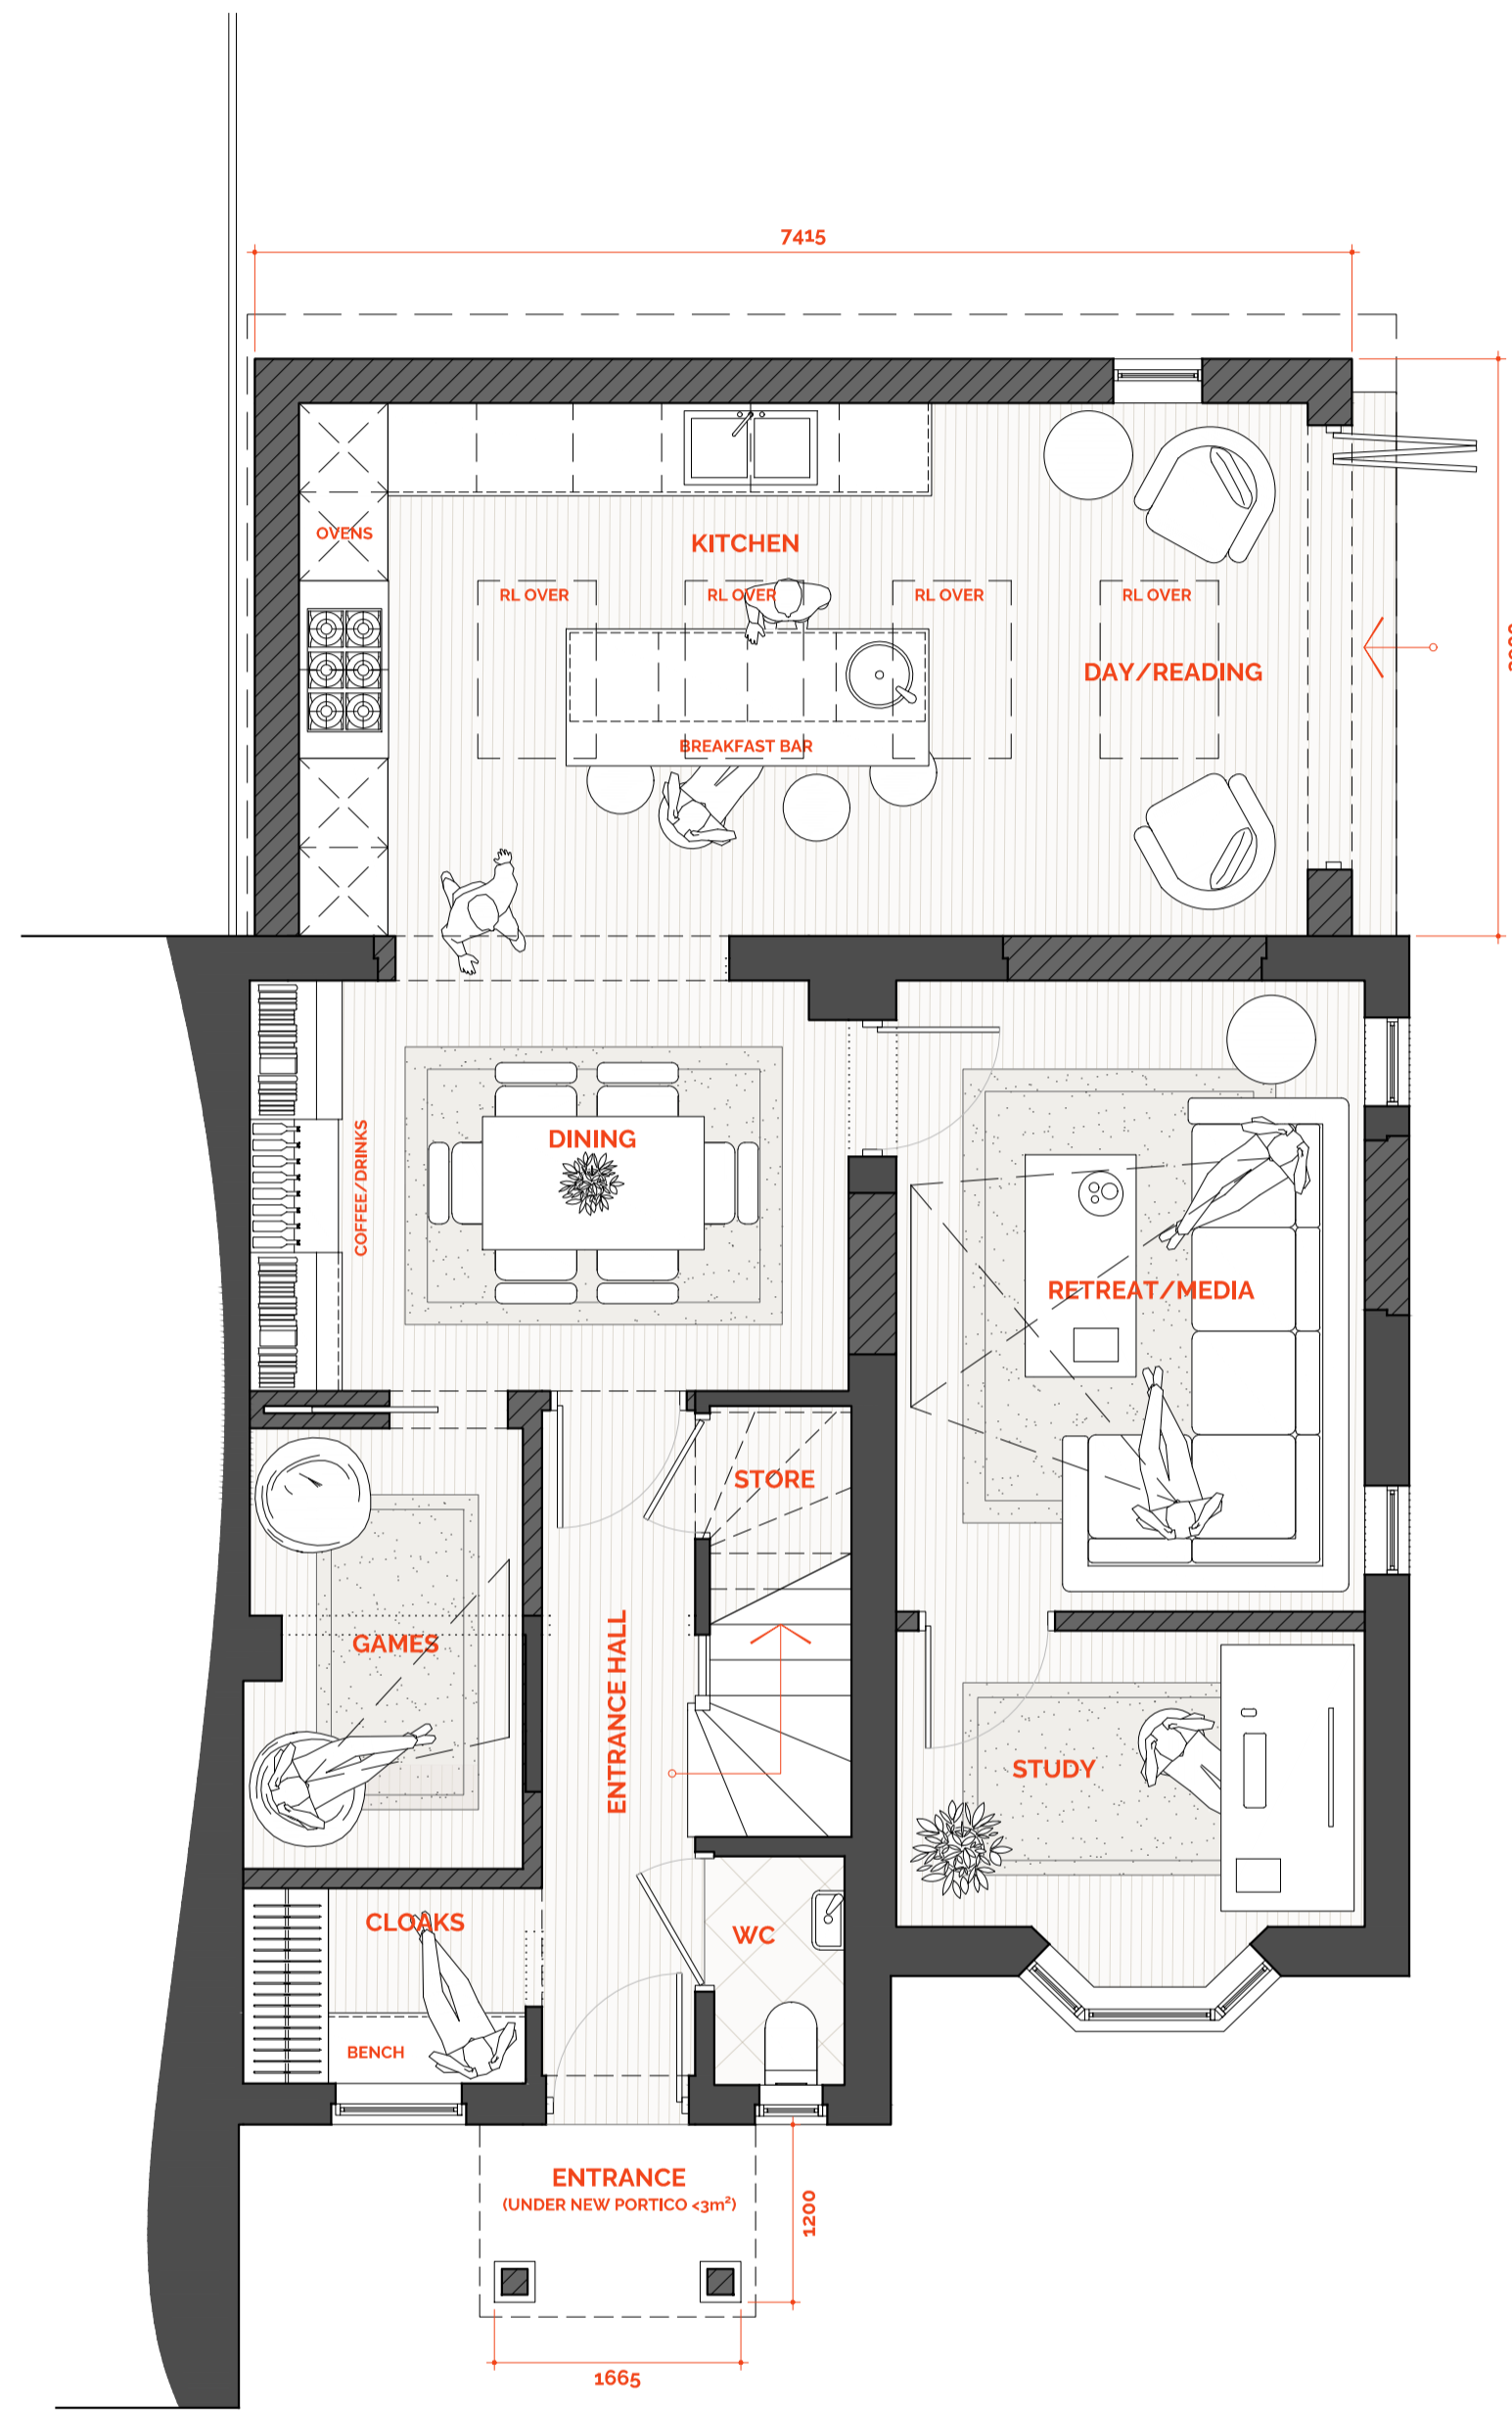 7415
OVENS
KITCHEN
RL OVER
RL OVER
RL OVER
RL OVER
DAY/READING
BREAKFAST BAR
COFFEE/DRINKS
DINING
RETREAT/MEDIA
STORE
GAMES
ENTRANCE HALL
STUDY
CLOAKS
WC
BENCH
ENTRANCE
(UNDER NEW PORTICO <3m²)
1200
1665